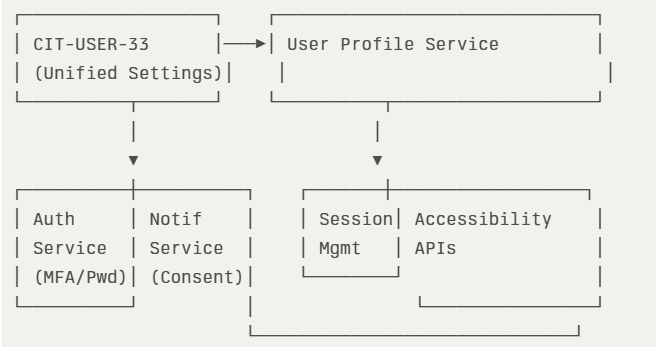 CIT-USER-33
User Profile Service
(Unified Settings)
Auth
Service
(MFA/Pwd)
Notif
Service
(Consent)
Session
Mgmt
Accessibility
APIs